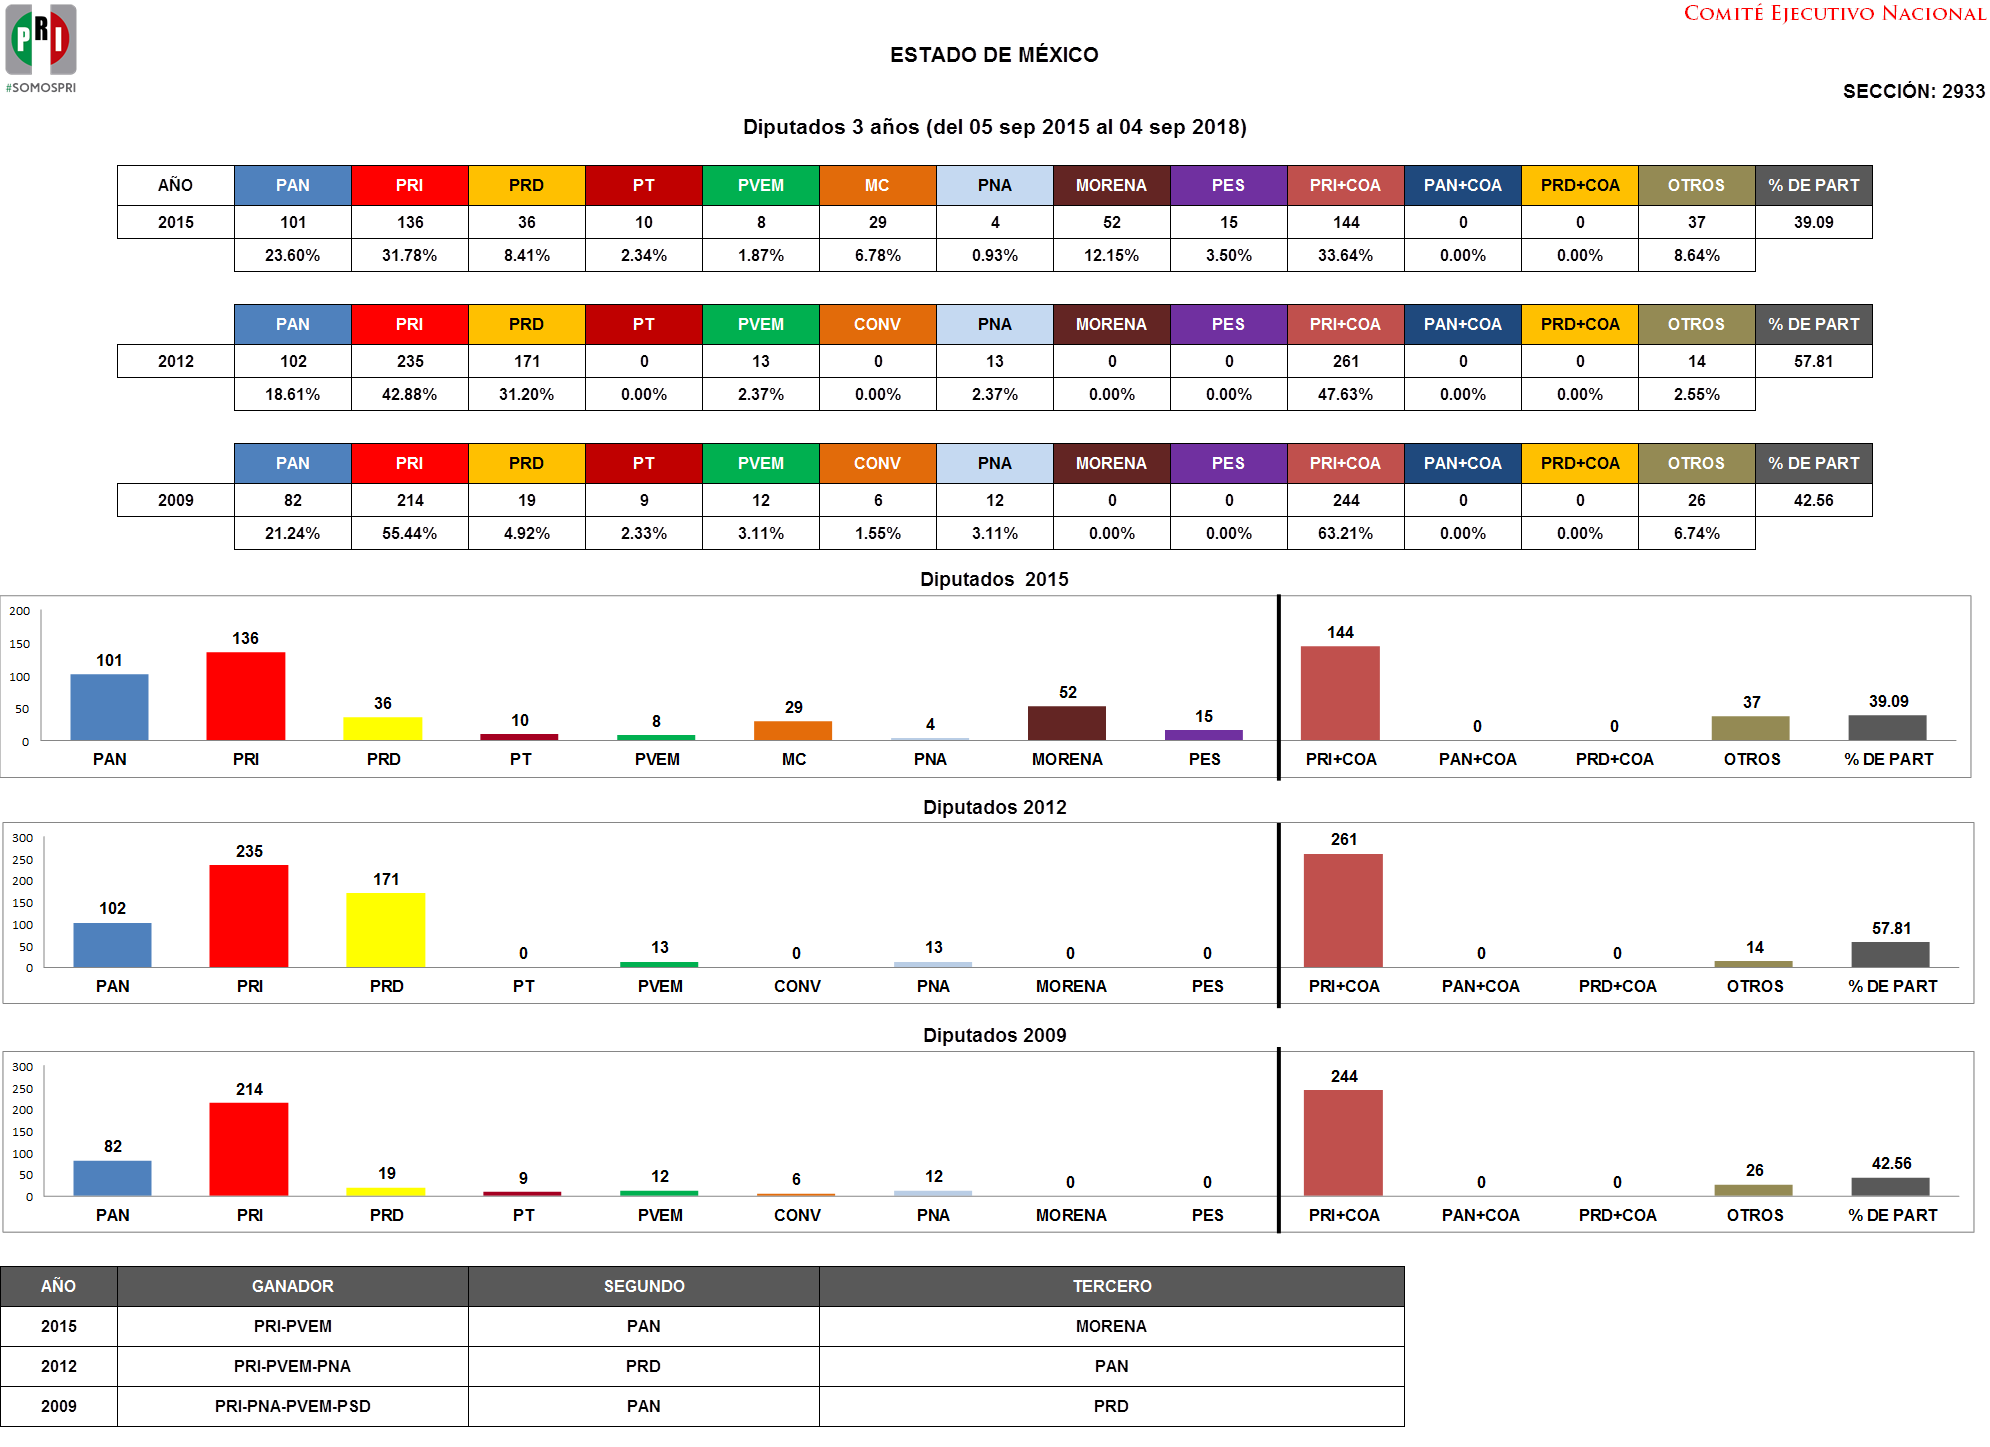 PRI
#SOMOSPRI
COMITÉ EJECUTIVO NACIONAL
ESTADO DE MÉXICO
SECCIÓN: 2933
Diputados 3 años (del 05 sep 2015 al 04 sep 2018)
AÑO PAN PRI PRD PT PVEM MC PNA MORENA PES PRI+COA PAN+COA PRD+COA OTROS % DE PART
2015 101 136 36 10 8 29 4 52 15 144 0 0 37 39.09
23.60% 31.78% 8.41% 2.34% 1.87% 6.78% 0.93% 12.15% 3.50% 33.64% 0.00% 0.00% 8.64%
PAN PRI PRD PT PVEM CONV PNA MORENA PES PRI+COA PAN+COA PRD+COA OTROS % DE PART
2012 102 235 171 0 13 0 13 0 0 261 0 0 14 57.81
18.61% 42.88% 31.20% 0.00% 2.37% 0.00% 2.37% 0.00% 0.00% 47.63% 0.00% 0.00% 2.55%
PAN PRI PRD PT PVEM CONV PNA MORENA PES PRI+COA PAN+COA PRD+COA OTROS % DE PART
2009 82 214 19 9 12 6 12 0 0 244 0 0 26 42.56
21.24% 55.44% 4.92% 2.33% 3.11% 1.55% 3.11% 0.00% 0.00% 63.21% 0.00% 0.00% 6.74%
Diputados 2015
200
150
100
50
0
101 136 36 10 8 29 4 52 15 144 0 0 37 39.09
PAN PRI PRD PT PVEM MC PNA MORENA PES PRI+COA PAN+COA PRD+COA OTROS % DE PART
Diputados 2012
300
250
200
150
100
50
0
102 235 171 0 13 0 13 0 0 261 0 0 14 57.81
PAN PRI PRD PT PVEM CONV PNA MORENA PES PRI+COA PAN+COA PRD+COA OTROS % DE PART
Diputados 2009
300
250
200
150
100
50
0
82 214 19 9 12 6 12 0 0 244 0 0 26 42.56
PAN PRI PRD PT PVEM CONV PNA MORENA PES PRI+COA PAN+COA PRD+COA OTROS % DE PART
AÑO GANADOR SEGUNDO TERCERO
2015 PRI-PVEM PAN MORENA
2012 PRI-PVEM-PNA PRD PAN
2009 PRI-PNA-PVEM-PSD PAN PRD